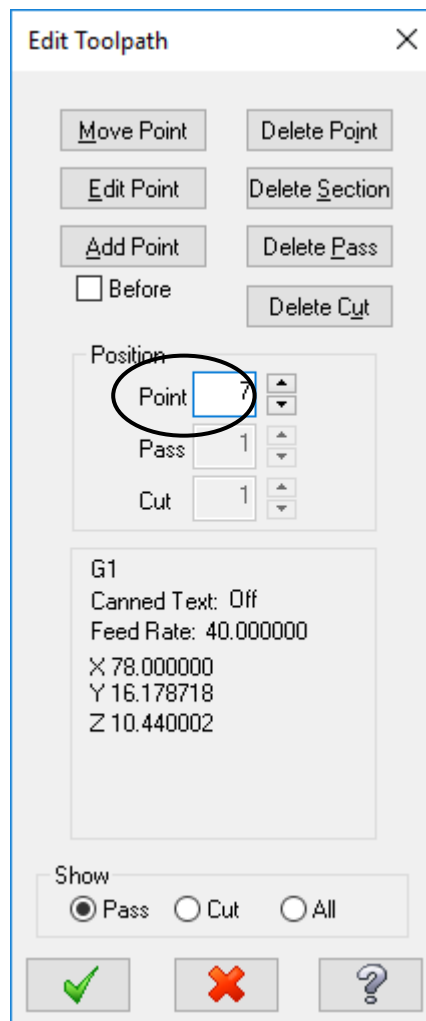 Edit Toolpath
Move Point
Delete Point
Edit Point
Delete Section
Add Point
Delete Pass
Before
Delete Cut
Position
Point 7
Pass 1
Cut 1
G1
Canned Text: Off
Feed Rate: 40.000000
X 78.000000
Y 16.178718
Z 10.440002
Show
Pass Cut All